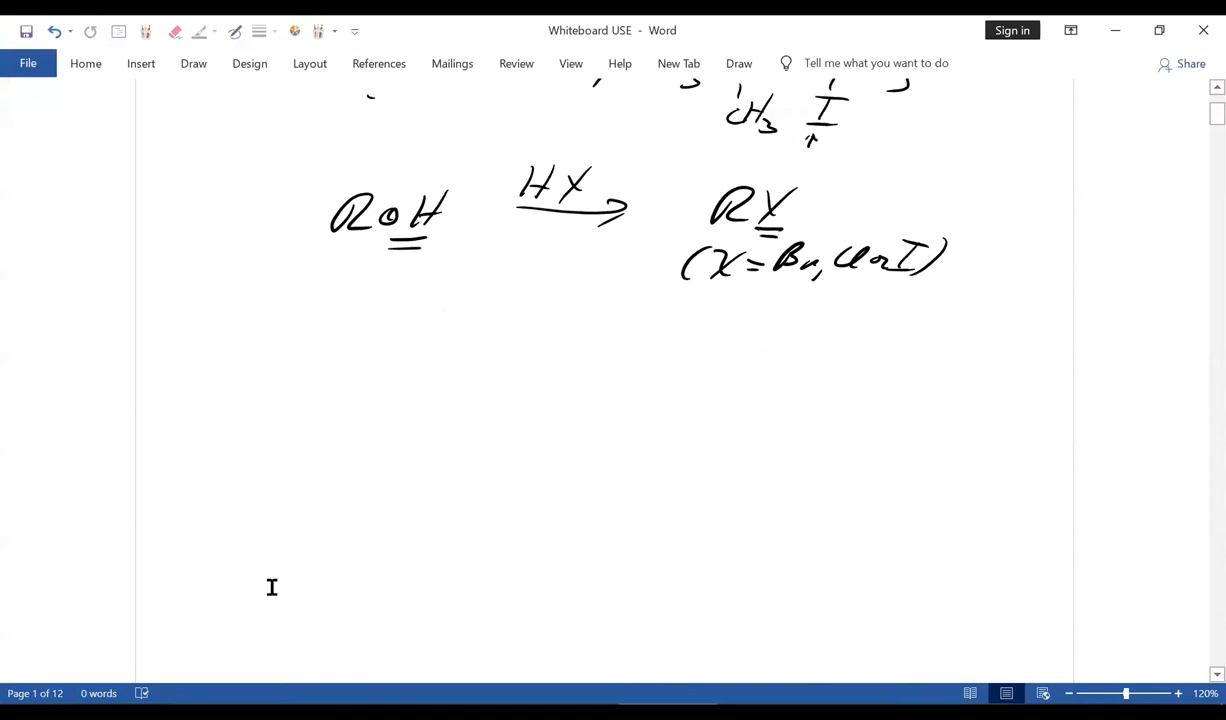 Whiteboard USE - Word
Sign in
File Home Insert Draw Design Layout References Mailings Review View Help New Tab Draw Tell me what you want to do Share
CH3 I
ROH HX RX
(X = Br, Cl or I)
Page 1 of 12 0 words 120%